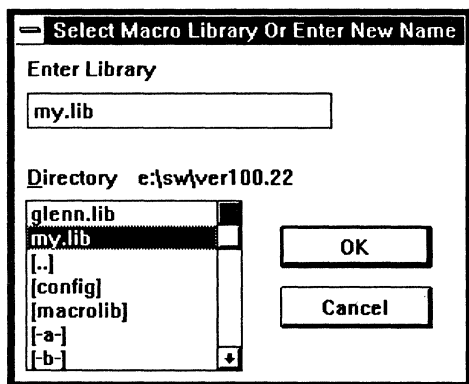 Select Macro Library Or Enter New Name
Enter Library
my.lib
Directory e:\sw\ver100.22
glenn.lib
my.lib
[..]
[config]
[macrolib]
[-a-]
[-b-]
OK
Cancel